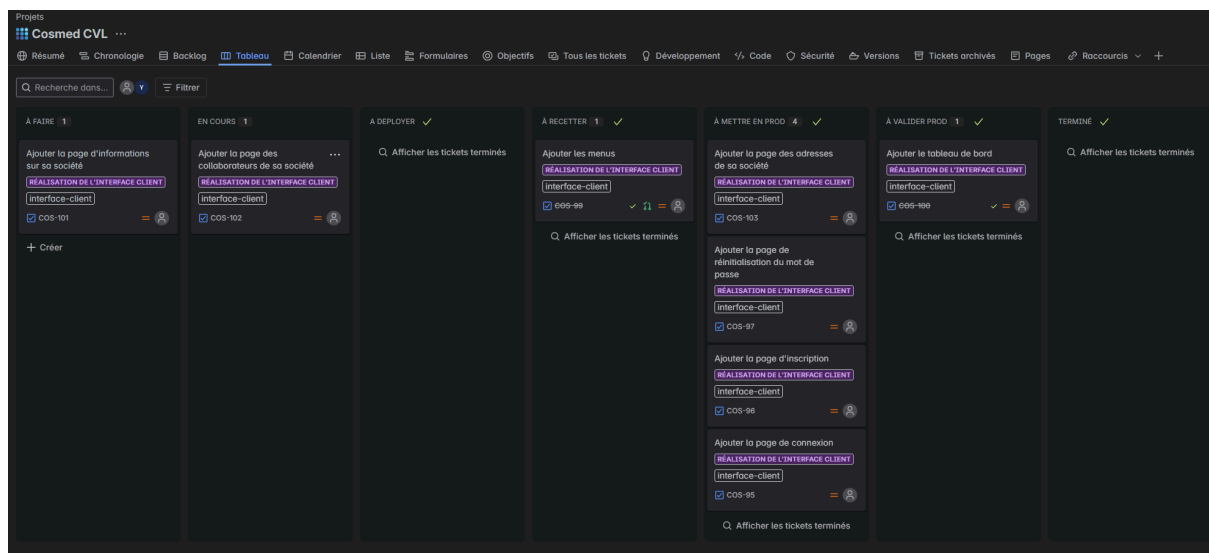 Projets
Cosmed CVL ...
Résumé Chronologie Backlog Tableau Calendrier Liste Formulaires Objectifs Tous les tickets Développement Code Sécurité Versions Tickets archivés Pages Raccourcis
Recherche dans... Y Filtrer
À FAIRE 1
Ajouter la page d'informations
sur sa société
RÉALISATION DE L'INTERFACE CLIENT
interface-client
COS-101
Créer
EN COURS 1
Ajouter la page des
collaborateurs de sa société
RÉALISATION DE L'INTERFACE CLIENT
interface-client
COS-102
A DEPLOYER
Afficher les tickets terminés
À RECETTER 1
Ajouter les menus
RÉALISATION DE L'INTERFACE CLIENT
interface-client
COS-99
Afficher les tickets terminés
À METTRE EN PROD 4
Ajouter la page des adresses
de sa société
RÉALISATION DE L'INTERFACE CLIENT
interface-client
COS-103
Ajouter la page de
réinitialisation du mot de
passe
RÉALISATION DE L'INTERFACE CLIENT
interface-client
COS-97
Ajouter la page d'inscription
RÉALISATION DE L'INTERFACE CLIENT
interface-client
COS-96
Ajouter la page de connexion
RÉALISATION DE L'INTERFACE CLIENT
interface-client
COS-95
Afficher les tickets terminés
À VALIDER PROD 1
Ajouter le tableau de bord
RÉALISATION DE L'INTERFACE CLIENT
interface-client
COS-100
Afficher les tickets terminés
TERMINÉ
Afficher les tickets terminés